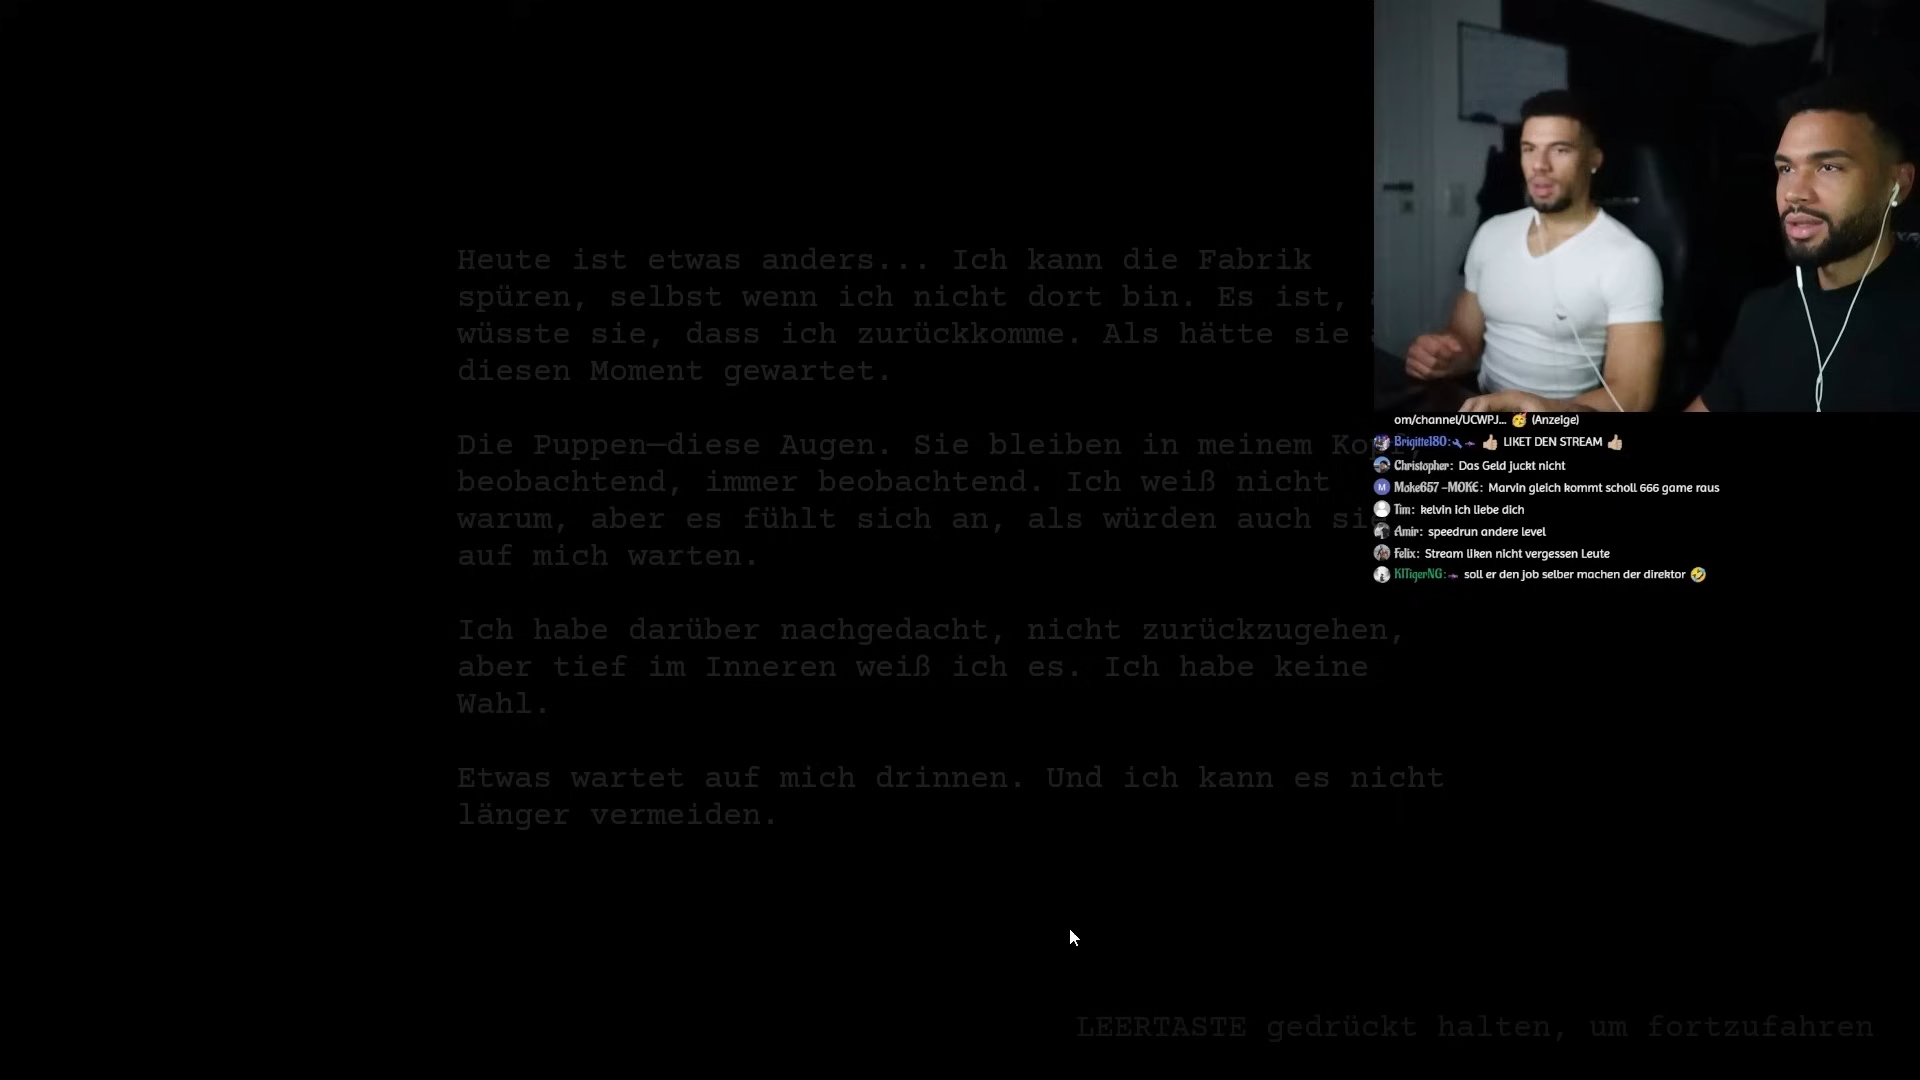 Heute ist etwas anders... Ich kann die Fabrik
spüren, selbst wenn ich nicht dort bin. Es ist,
wüsste sie, dass ich zurückkomme. Als hätte sie
diesen Moment gewartet.
Die Puppen—diese Augen. Sie bleiben in meinem
beobachtend, immer beobachtend. Ich weiß nicht
warum, aber es fühlt sich an, als würden auch
auf mich warten.
Ich habe darüber nachgedacht, nicht zurückzugehen,
aber tief im Inneren weiß ich es. Ich habe keine
Wahl.
Etwas wartet auf mich drinnen. Und ich kann es nicht
länger vermeiden.
LEERTASTE gedrückt halten, um fortzufahren
om/channel/UCWPJ... 🥳 (Anzeige)
Brigitte180: 👍🏼 LIKET DEN STREAM 👍🏼
Christopher: Das Geld juckt nicht
M Moke657 -MOKE: Marvin gleich kommt scholl 666 game raus
Tim: kelvin ich liebe dich
Amir: speedrun andere level
Felix: Stream liken nicht vergessen Leute
KITigerNG: soll er den job selber machen der direktor 🤣